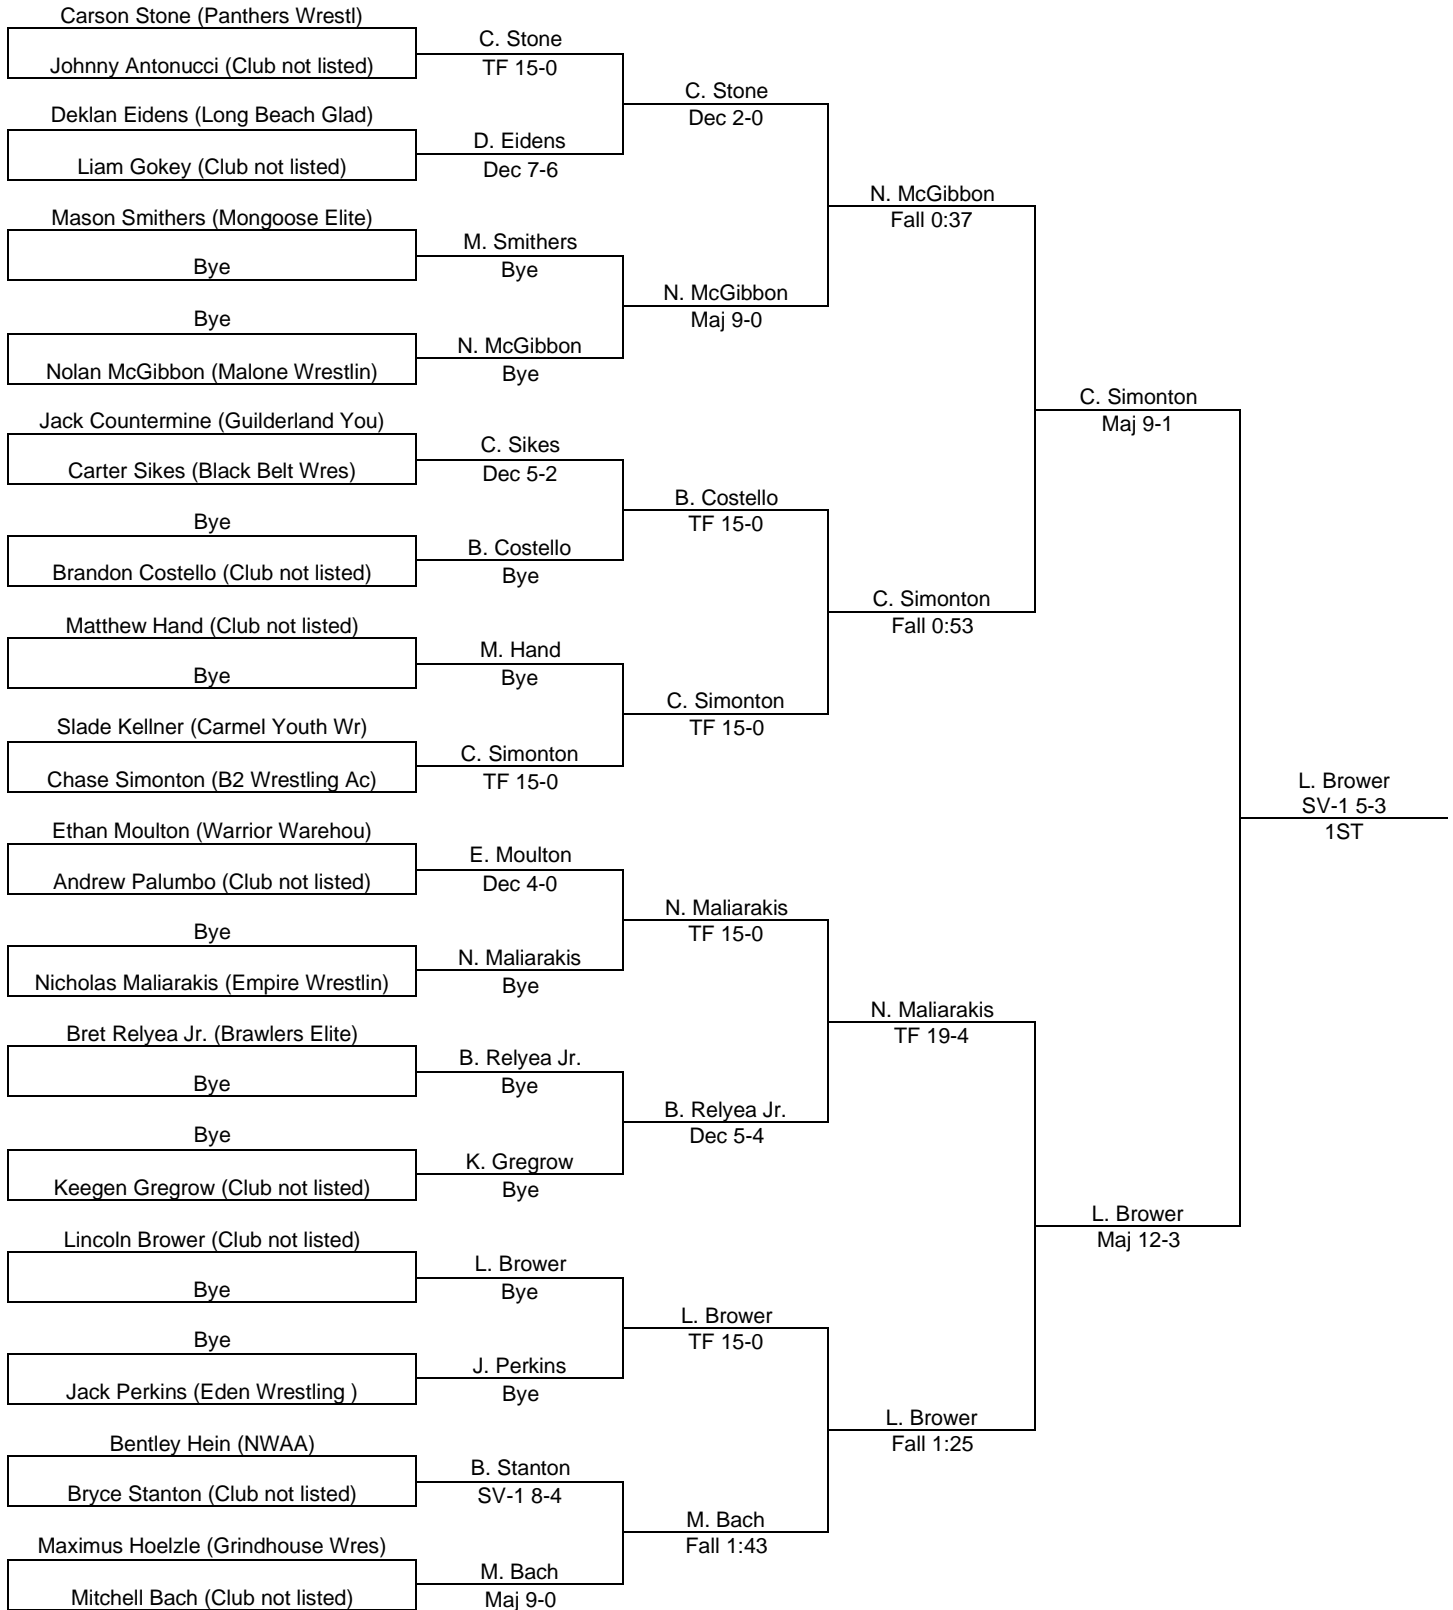 Carson Stone (Panthers Wrestl)
Johnny Antonucci (Club not listed)
Deklan Eidens (Long Beach Glad)
Liam Gokey (Club not listed)
Mason Smithers (Mongoose Elite)
Bye
Bye
Nolan McGibbon (Malone Wrestlin)
Jack Countermine (Guilderland You)
Carter Sikes (Black Belt Wres)
Bye
Brandon Costello (Club not listed)
Matthew Hand (Club not listed)
Bye
Slade Kellner (Carmel Youth Wr)
Chase Simonton (B2 Wrestling Ac)
Ethan Moulton (Warrior Warehou)
Andrew Palumbo (Club not listed)
Bye
Nicholas Maliarakis (Empire Wrestlin)
Bret Relyea Jr. (Brawlers Elite)
Bye
Bye
Keegen Gregrow (Club not listed)
Lincoln Brower (Club not listed)
Bye
Bye
Jack Perkins (Eden Wrestling )
Bentley Hein (NWAA)
Bryce Stanton (Club not listed)
Maximus Hoelzle (Grindhouse Wres)
Mitchell Bach (Club not listed)
C. Stone
TF 15-0
D. Eidens
Dec 7-6
M. Smithers
Bye
N. McGibbon
Bye
C. Sikes
Dec 5-2
B. Costello
Bye
M. Hand
Bye
C. Simonton
TF 15-0
E. Moulton
Dec 4-0
N. Maliarakis
Bye
B. Relyea Jr.
Bye
K. Gregrow
Bye
L. Brower
Bye
J. Perkins
Bye
B. Stanton
SV-1 8-4
M. Bach
Maj 9-0
C. Stone
Dec 2-0
N. McGibbon
Maj 9-0
B. Costello
TF 15-0
C. Simonton
TF 15-0
N. Maliarakis
TF 15-0
B. Relyea Jr.
Dec 5-4
L. Brower
TF 15-0
M. Bach
Fall 1:43
N. McGibbon
Fall 0:37
C. Simonton
Fall 0:53
N. Maliarakis
TF 19-4
L. Brower
Fall 1:25
C. Simonton
Maj 9-1
L. Brower
Maj 12-3
L. Brower
SV-1 5-3
1ST